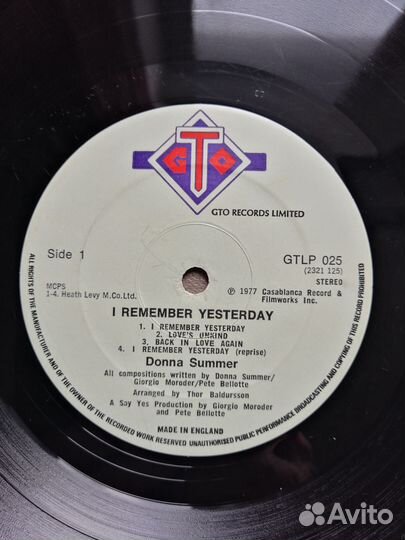 GTO
GTO RECORDS LIMITED
Side 1
GTLP 025
(2321 125)
STEREO
MCPS
1-4. Heath Levy M.Co.Ltd.
℗ 1977 Casablanca Record &
Filmworks Inc.
I REMEMBER YESTERDAY
1. I REMEMBER YESTERDAY
2. LOVE'S UNKIND
3. BACK IN LOVE AGAIN
4. I REMEMBER YESTERDAY (reprise)
Donna Summer
All compositions written by Donna Summer/
Giorgio Moroder/Pete Bellotte
Arranged by Thor Baldursson
A Say Yes Production by Giorgio Moroder
and Pete Bellotte
MADE IN ENGLAND
ALL RIGHTS OF THE MANUFACTURER AND OF THE OWNER OF THE RECORDED WORK RESERVED UNAUTHORISED PUBLIC PERFORMANCE BROADCASTING AND COPYING OF THIS RECORD PROHIBITED
Avito